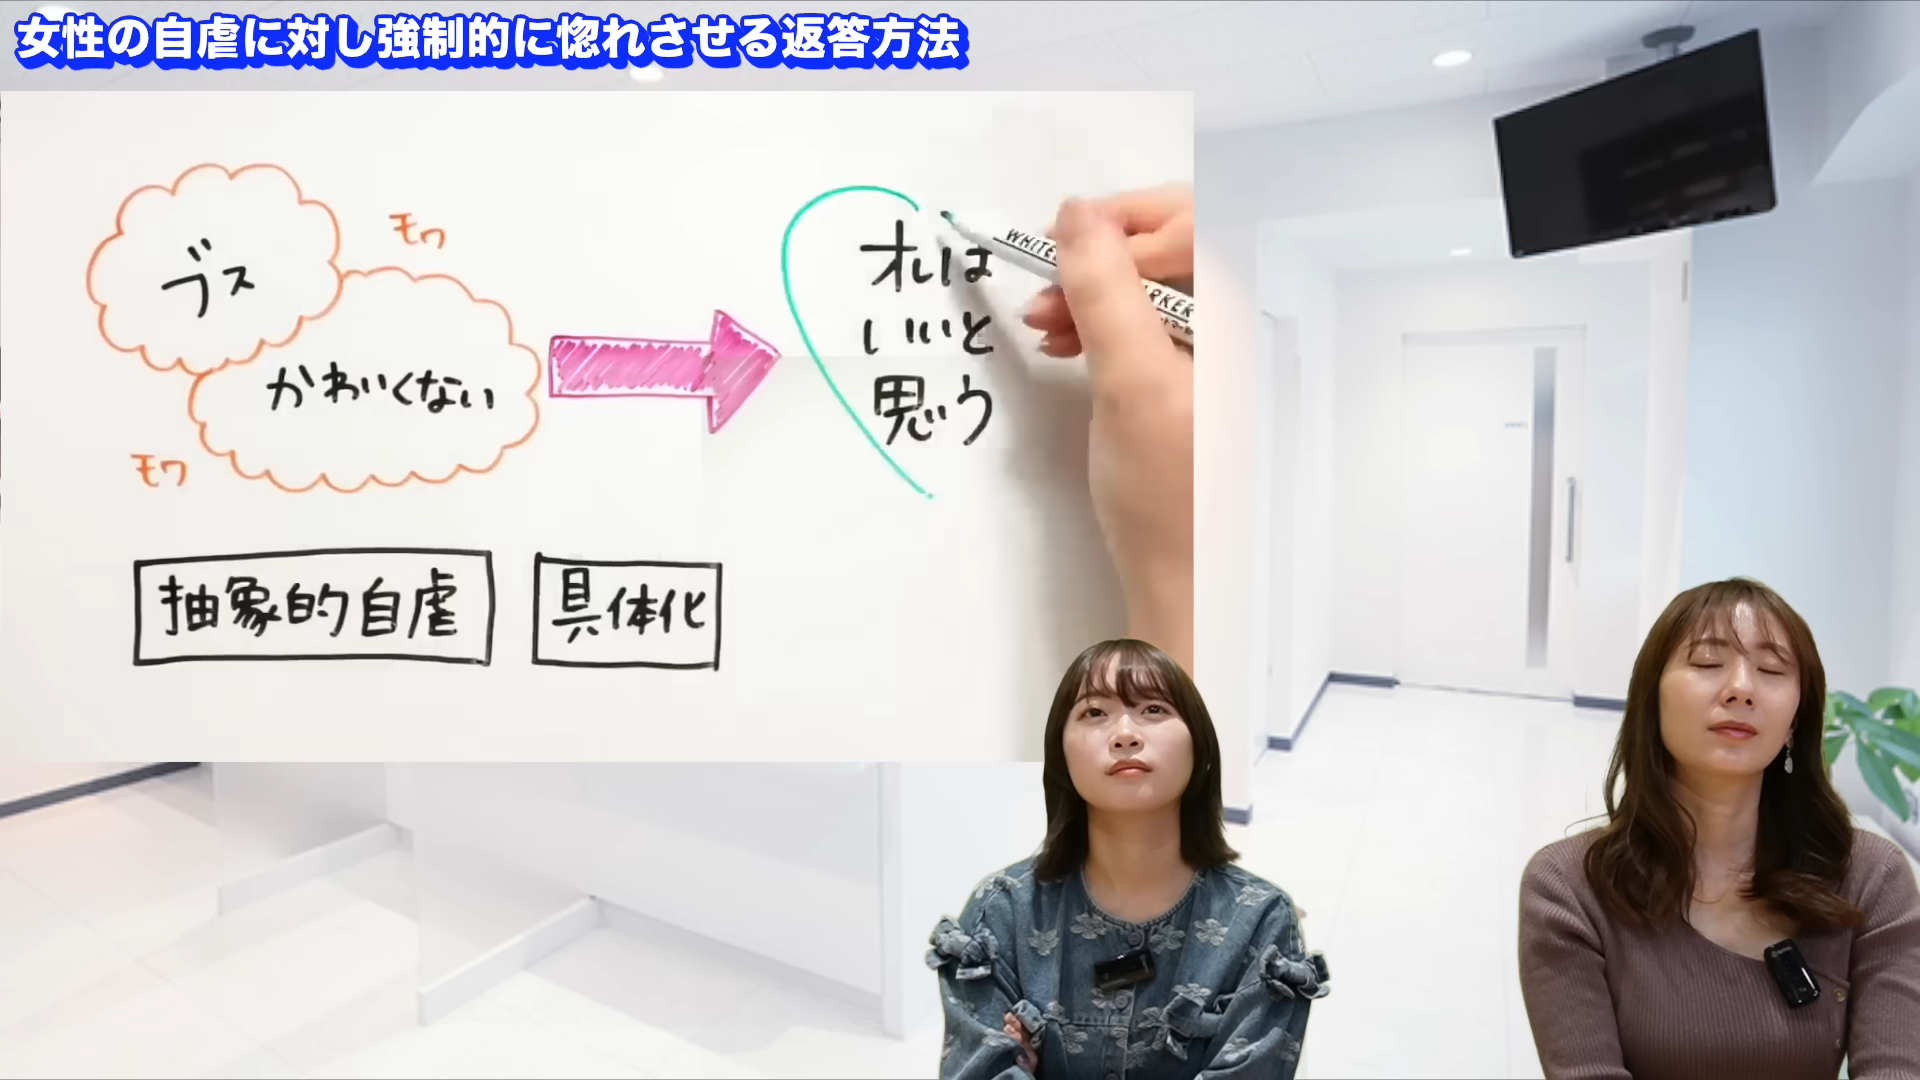 女性の自虐に対し強制的に惚れさせる返答方法
ブス
モワ
かわいくない
モワ
オレは
いいと
思う
抽象的自虐
具体化
WHITE